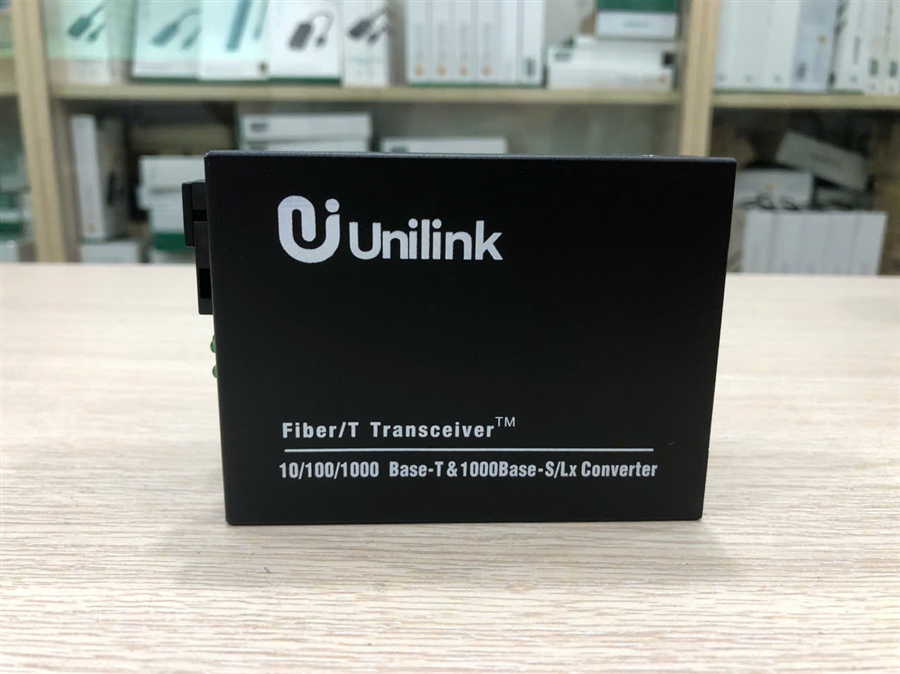 Unilink
Fiber/T Transceiver™
10/100/1000 Base-T & 1000Base-S/Lx Converter